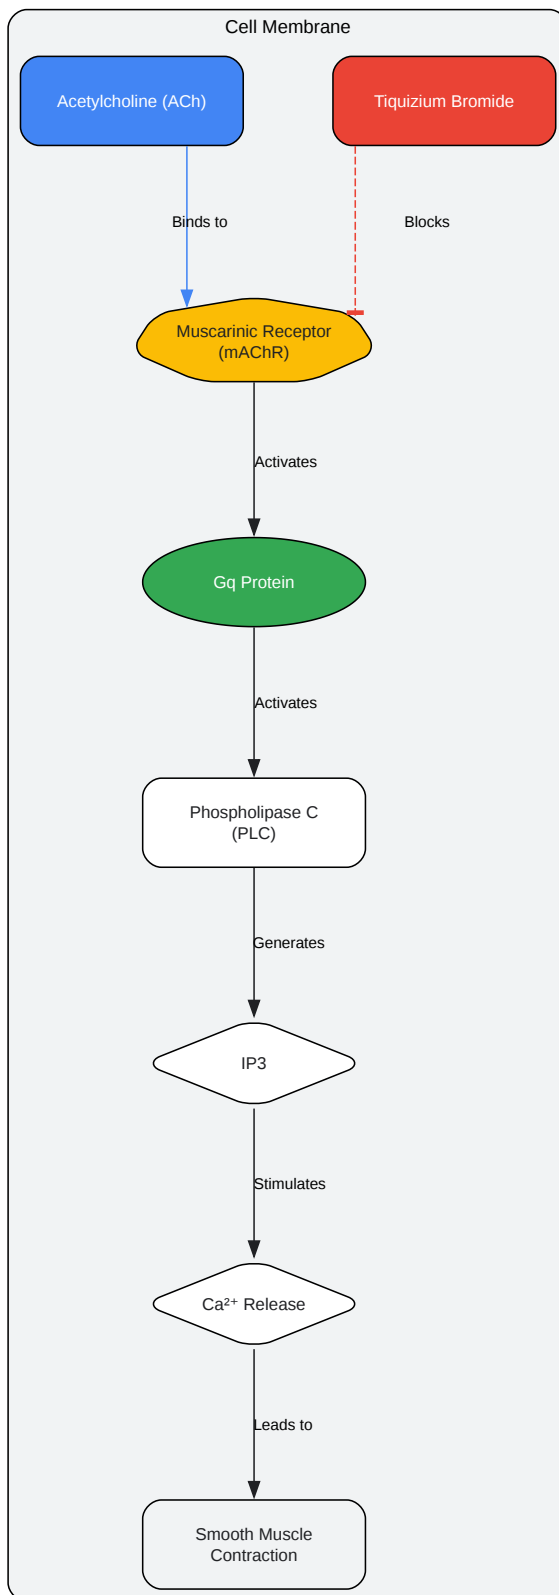 Cell Membrane
Acetylcholine (ACh)
Tiquizium Bromide
Binds to
Blocks
Muscarinic Receptor
(mAChR)
Activates
Gq Protein
Activates
Phospholipase C
(PLC)
Generates
IP3
Stimulates
Ca²⁺ Release
Leads to
Smooth Muscle
Contraction